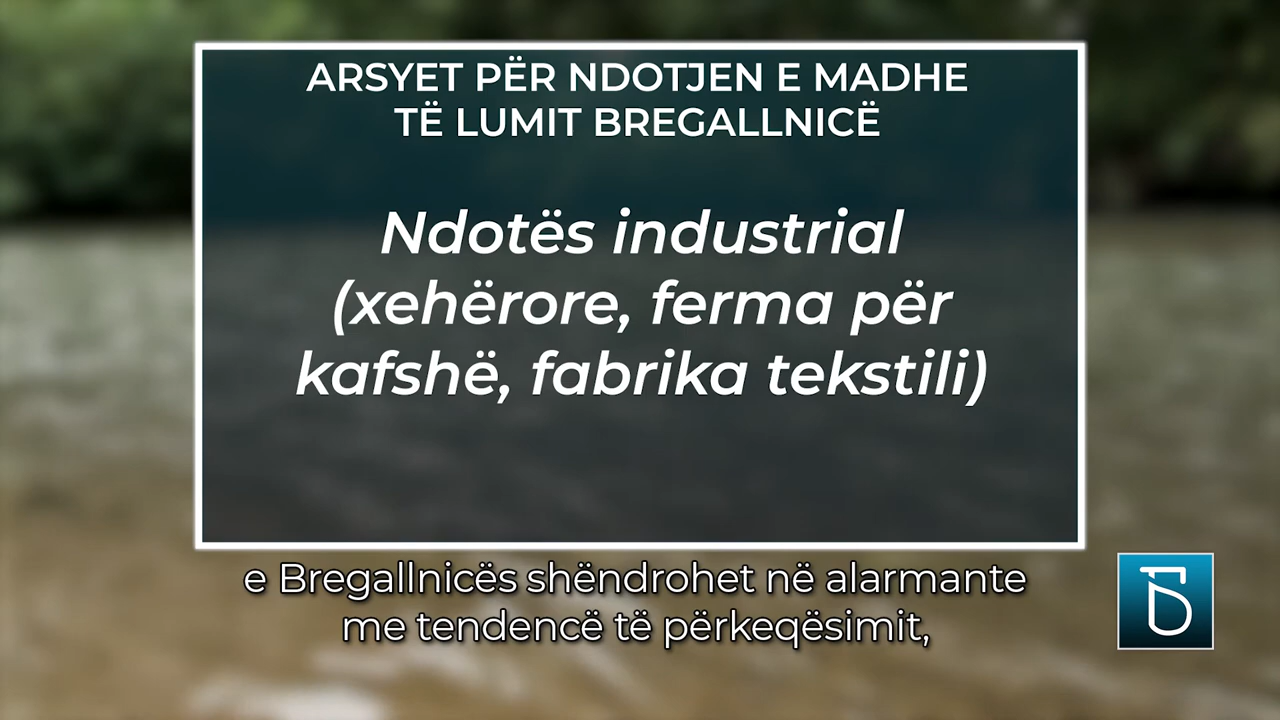 ARSYET PËR NDOTJEN E MADHE
TË LUMIT BREGALLNICË
Ndotës industrial
(xehërore, ferma për
kafshë, fabrika tekstili)
e Bregallnicës shëndrohet në alarmante
me tendencë të përkeqësimit,